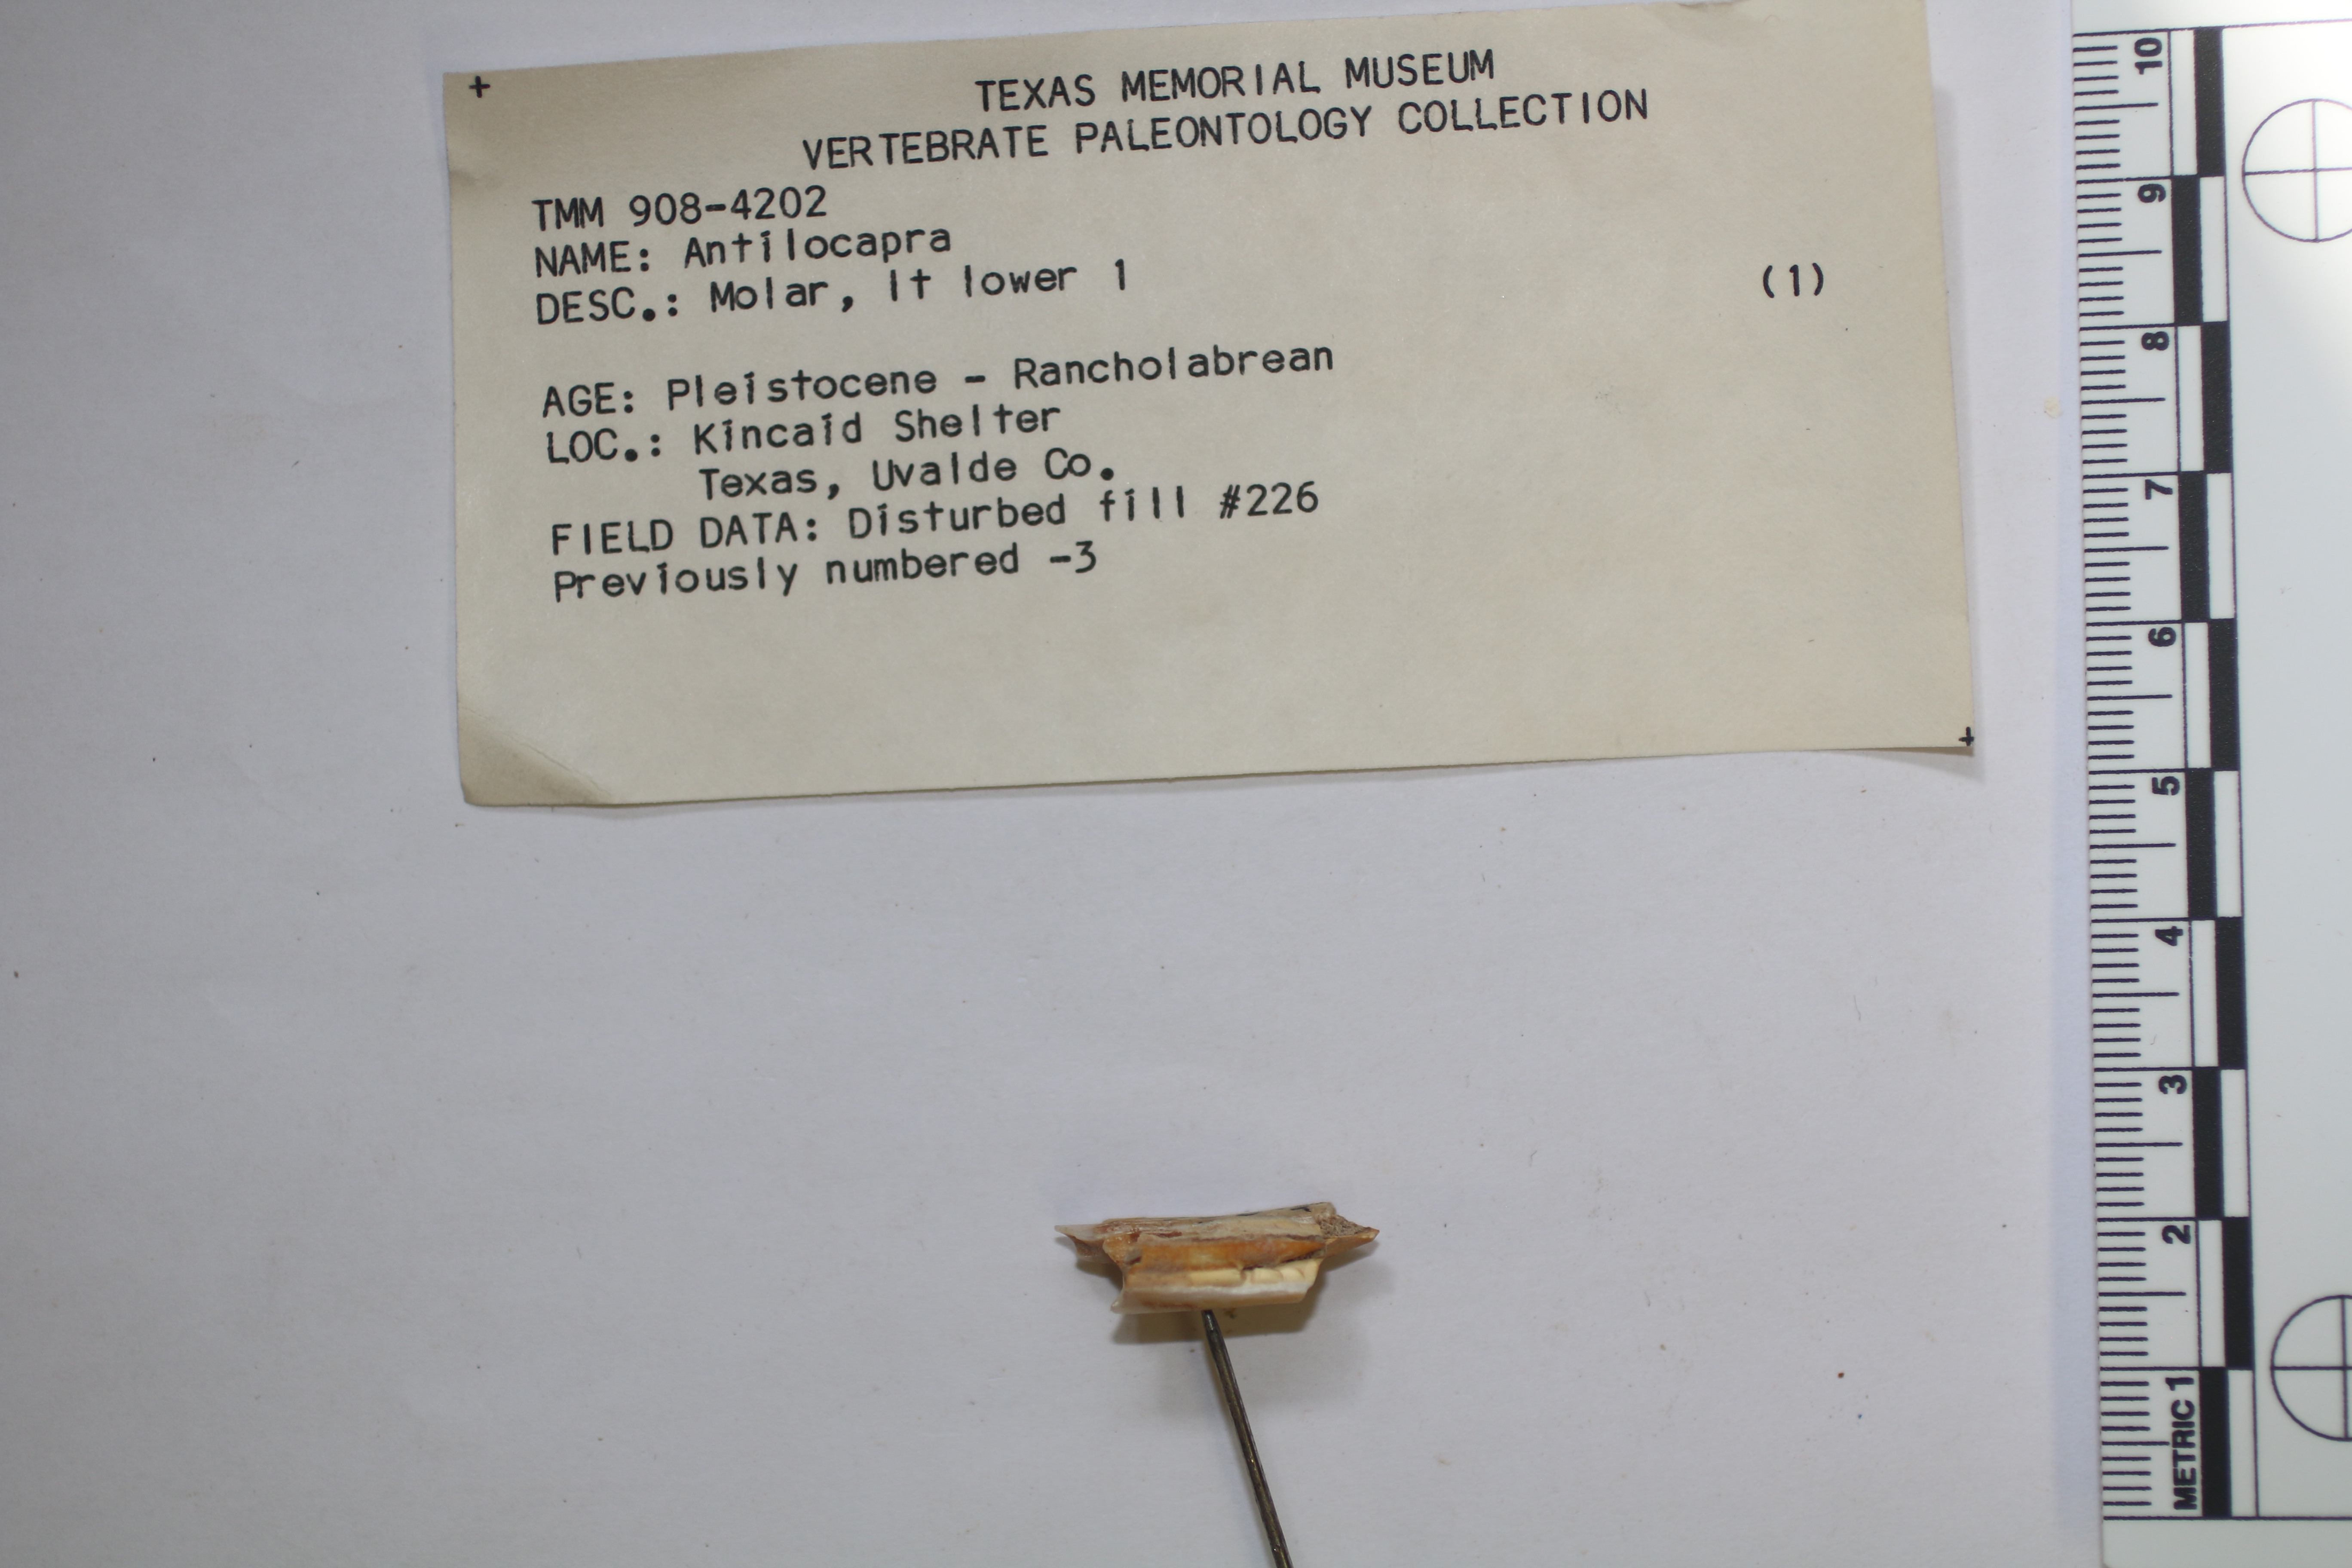 TEXAS MEMORIAL MUSEUM
VERTEBRATE PALEONTOLOGY COLLECTION
TMM 908-4202
NAME: Antilocapra
DESC.: Molar, lt lower 1 (1)
AGE: Pleistocene - Rancholabrean
LOC.: Kincaid Shelter
Texas, Uvalde Co.
FIELD DATA: Disturbed fill #226
Previously numbered -3
10
9
8
7
6
5
4
3
2
METRIC 1